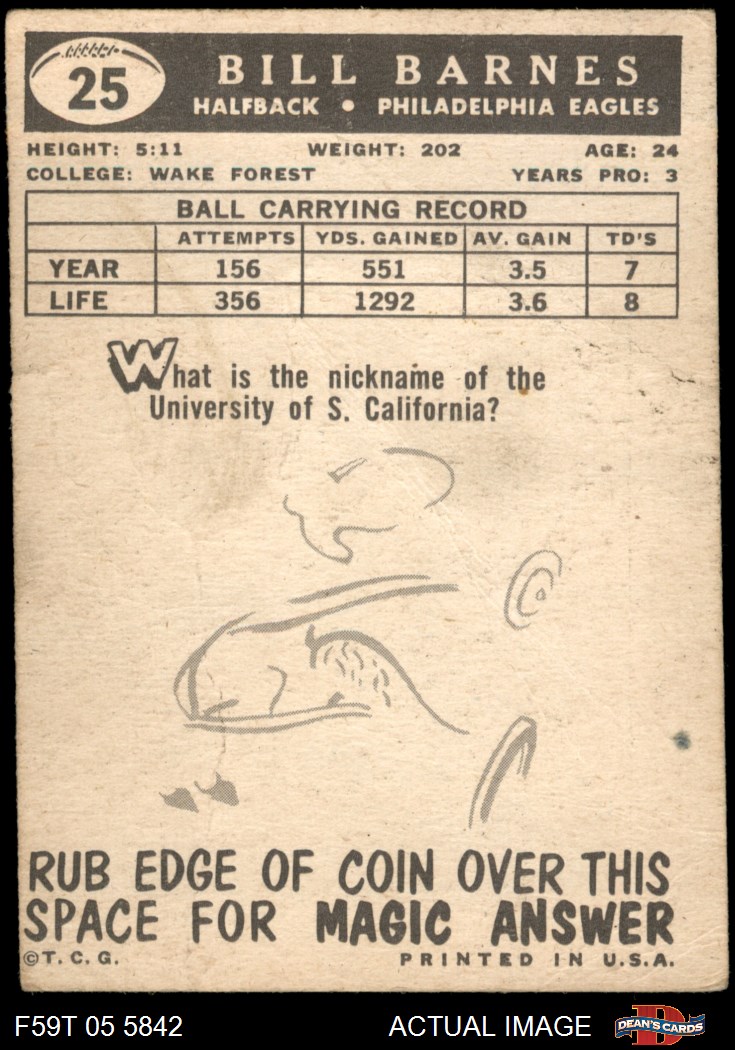 25
BILL BARNES
HALFBACK • PHILADELPHIA EAGLES
HEIGHT: 5:11 WEIGHT: 202 AGE: 24
COLLEGE: WAKE FOREST YEARS PRO: 3
BALL CARRYING RECORD
ATTEMPTS YDS. GAINED AV. GAIN TD'S
YEAR 156 551 3.5 7
LIFE 356 1292 3.6 8
What is the nickname of the
University of S. California?
RUB EDGE OF COIN OVER THIS
SPACE FOR MAGIC ANSWER
©T. C. G. PRINTED IN U.S.A.
F59T 05 5842 ACTUAL IMAGE D DEAN'S CARDS